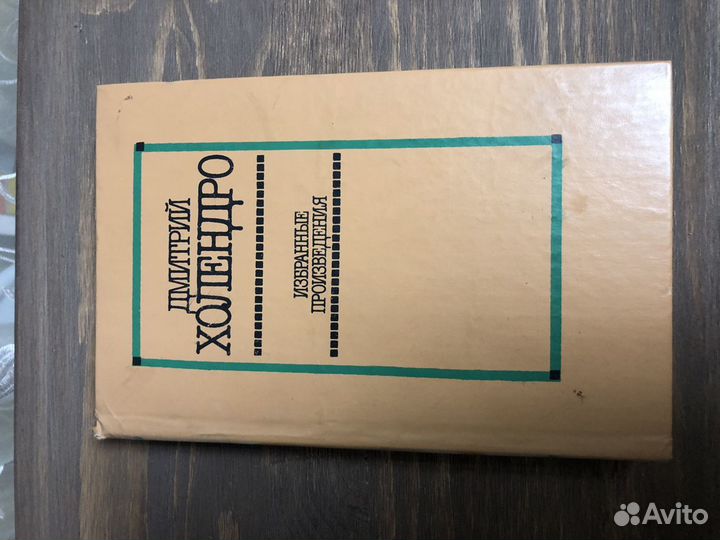 ДМИТРИЙ
ХОЛЕНДРО
ИЗБРАННЫЕ
ПРОИЗВЕДЕНИЯ
Avito